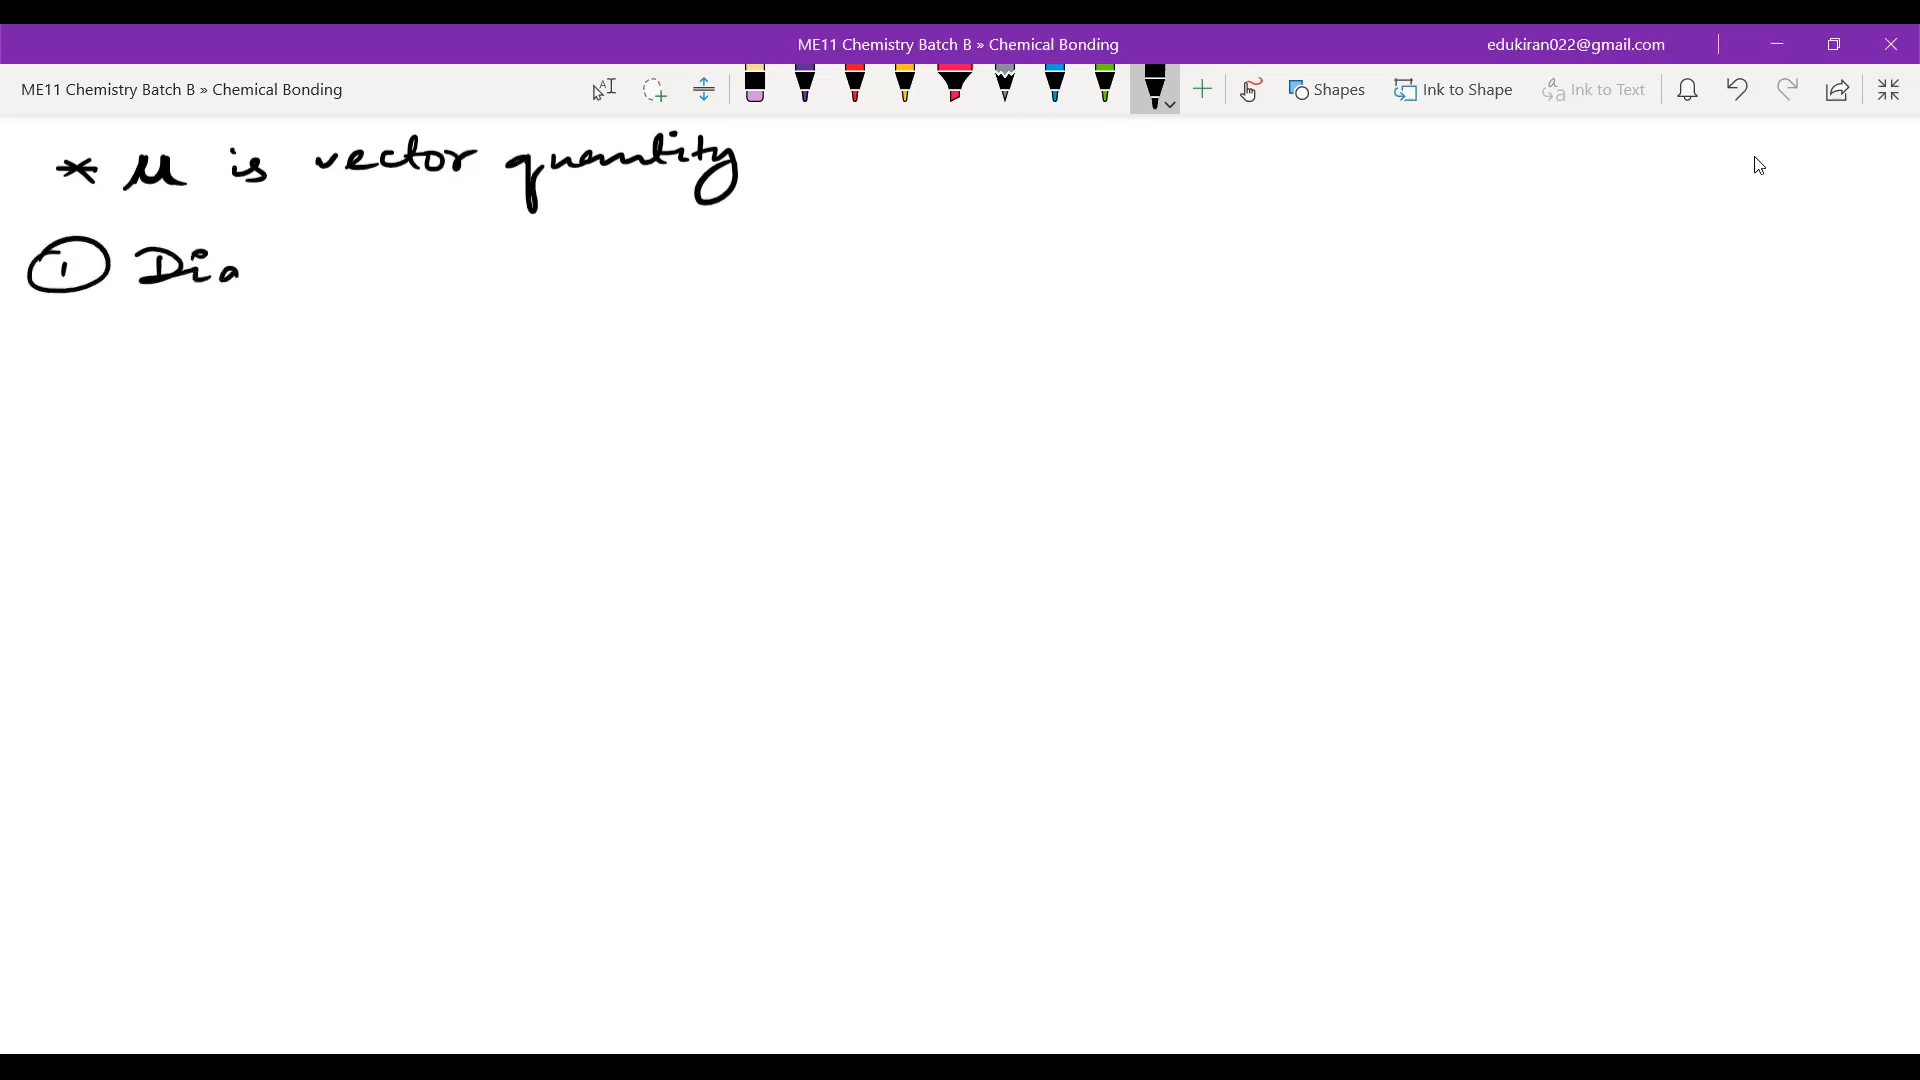 ME11 Chemistry Batch B » Chemical Bonding edukiran022@gmail.com
ME11 Chemistry Batch B » Chemical Bonding Shapes Ink to Shape Ink to Text
* μ is vector quantity
① Dia